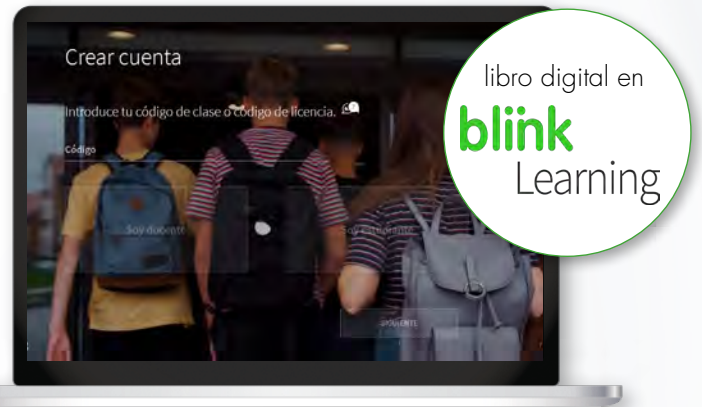 Crear cuenta
Introduce tu código de clase o código de licencia.
Código
Soy docente
Soy estudiante
SIGUIENTE
libro digital en
blink
Learning